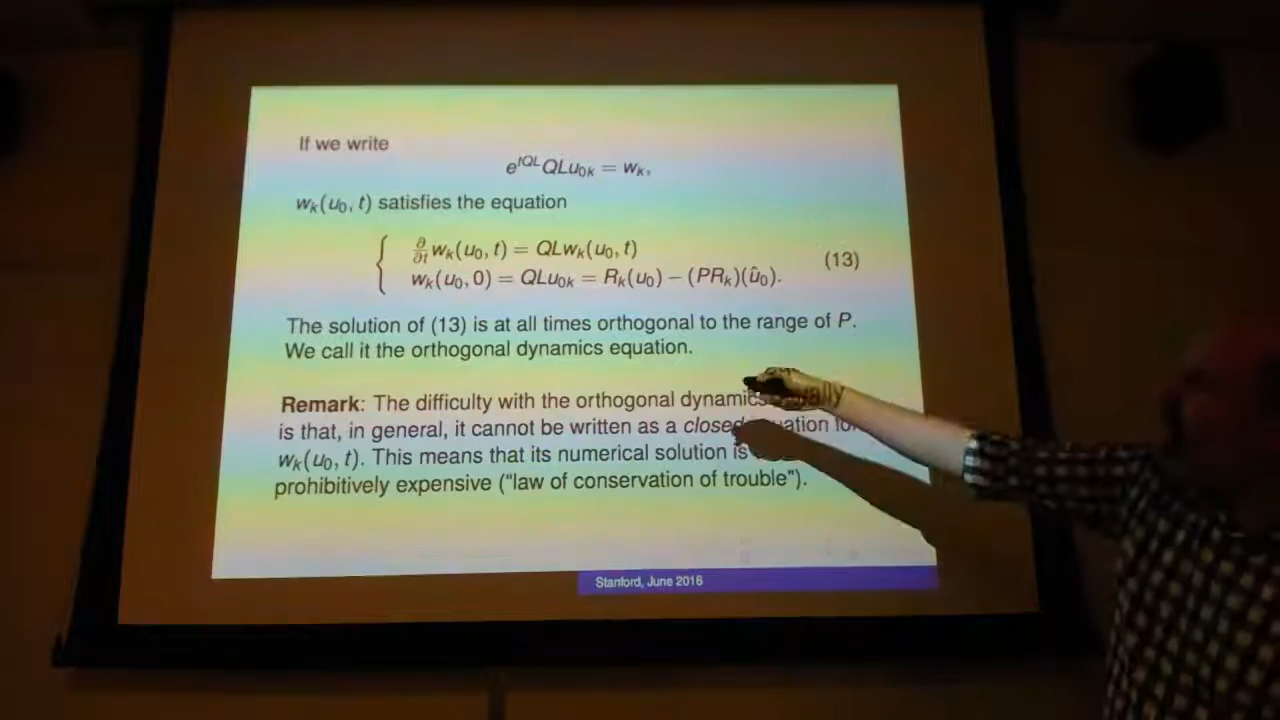 If we write
e^{tQL}QLu_{0k} = w_k,
w_k(u_0, t) satisfies the equation
∂/∂t w_k(u_0, t) = QLw_k(u_0, t)
w_k(u_0, 0) = QLu_{0k} = R_k(u_0) − (PR_k)(û_0). (13)
The solution of (13) is at all times orthogonal to the range of P.
We call it the orthogonal dynamics equation.
Remark: The difficulty with the orthogonal dynamics
is that, in general, it cannot be written as a closed
w_k(u_0, t). This means that its numerical solution is
prohibitively expensive ("law of conservation of trouble").
Stanford, June 2016